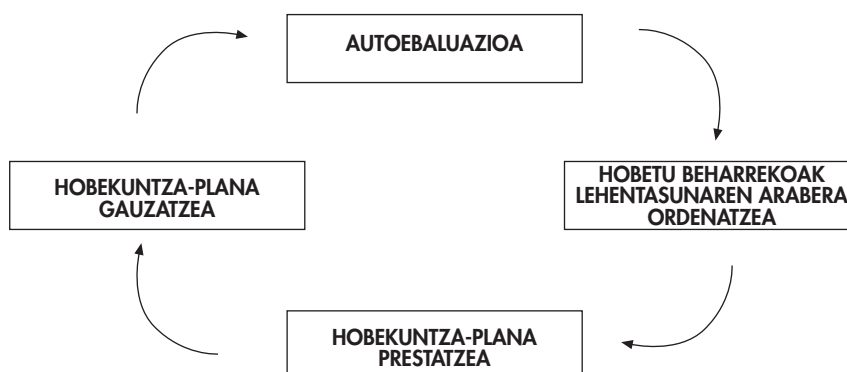 AUTOEBALUAZIOA
HOBETU BEHARREKOAK
LEHENTASUNAREN ARABERA
ORDENATZEA
HOBEKUNTZA-PLANA
PRESTATZEA
HOBEKUNTZA-PLANA
GAUZATZEA